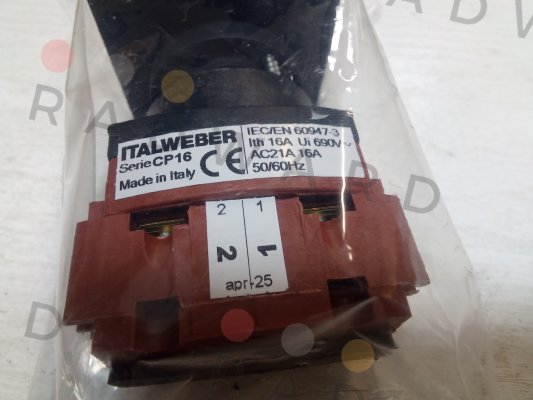 ITALWEBER
Serie CP16
Made in Italy
CE
IEC/EN 60947-3
Ith 16A Ui 690V~
AC21A 16A
50/60Hz
2 1
2 1
apr-25